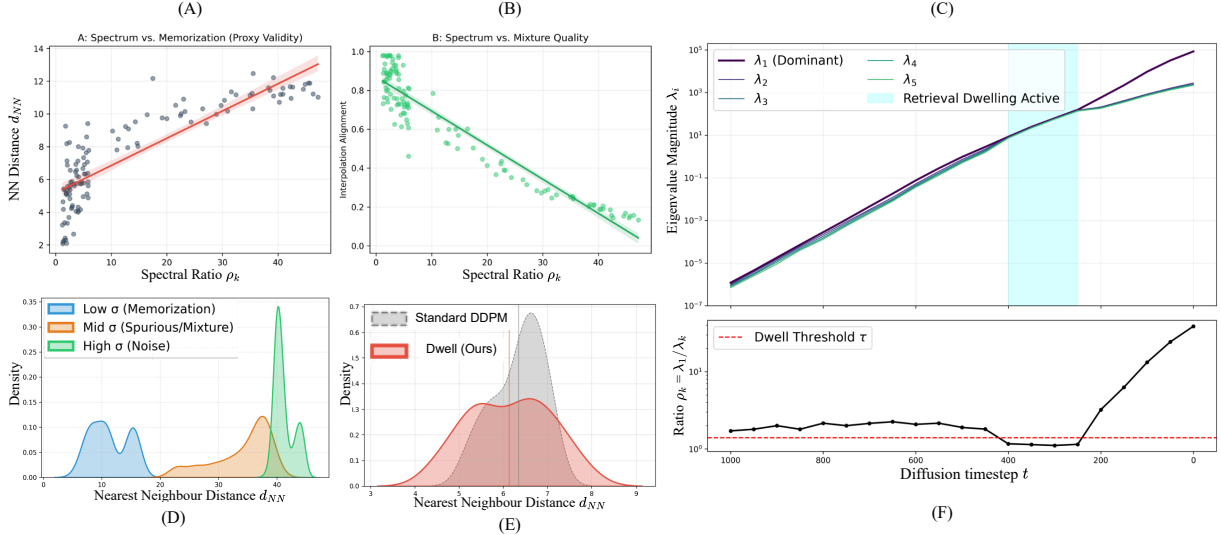 (A)
(B)
(C)
A: Spectrum vs. Memorization (Proxy Validity)
NN Distance d_NN
14
12
10
8
6
4
2
0
10
20
30
40
Spectral Ratio ρ_k
B: Spectrum vs. Mixture Quality
Interpolation Alignment
1.0
0.8
0.6
0.4
0.2
0.0
0
10
20
30
40
Spectral Ratio ρ_k
Eigenvalue Magnitude λ_i
10^5
10^3
10^1
10^-1
10^-3
10^-5
10^-7
λ_1 (Dominant)
λ_2
λ_3
λ_4
λ_5
Retrieval Dwelling Active
Density
0.35
0.30
0.25
0.20
0.15
0.10
0.05
0.00
Low σ (Memorization)
Mid σ (Spurious/Mixture)
High σ (Noise)
0
10
20
30
40
Nearest Neighbour Distance d_NN
(D)
Density
0.7
0.6
0.5
0.4
1.3
0.2
0.1
0.0
Standard DDPM
Dwell (Ours)
3
4
5
6
7
8
9
Nearest Neighbour Distance d_NN
(E)
Ratio ρ_k = λ_1/λ_k
10^1
10^0
Dwell Threshold τ
1000
800
600
400
200
0
Diffusion timestep t
(F)